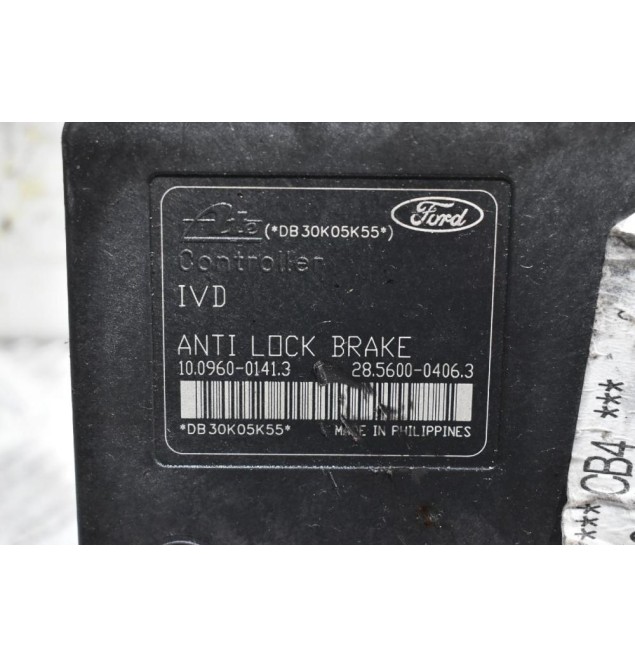 Ate (*DB30K05K55*) Ford
Controller
IVD
ANTI LOCK BRAKE
10.0960-0141.3 28.5600-0406.3
*DB30K05K55* MADE IN PHILIPPINES
*** CB4 ***